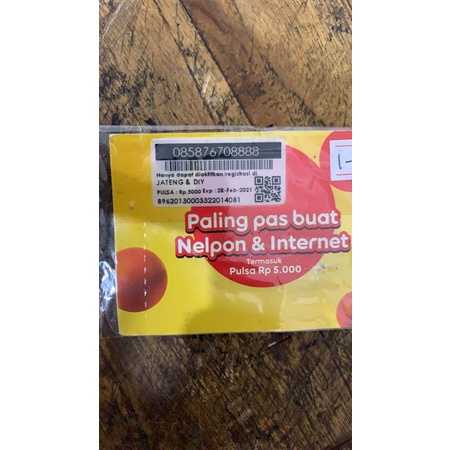 085876708888
Hanya dapat diaktifkan/registrasi di
JATENG & DIY
PULSA : Rp.5000 Exp : 28-Feb-2021
89620130003322014081
Paling pas buat
Nelpon & Internet
Termasuk
Pulsa Rp 5.000